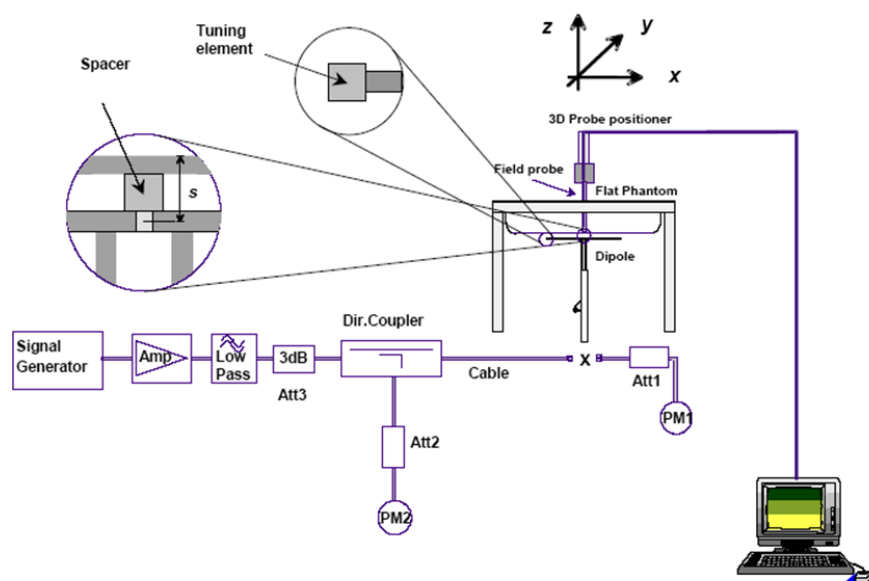 Tuning
element
Spacer
s
z
y
x
3D Probe positioner
Field probe
Flat Phantom
Dipole
Dir.Coupler
Signal
Generator
Amp
Low
Pass
3dB
Att3
Cable
x
Att1
PM1
Att2
PM2